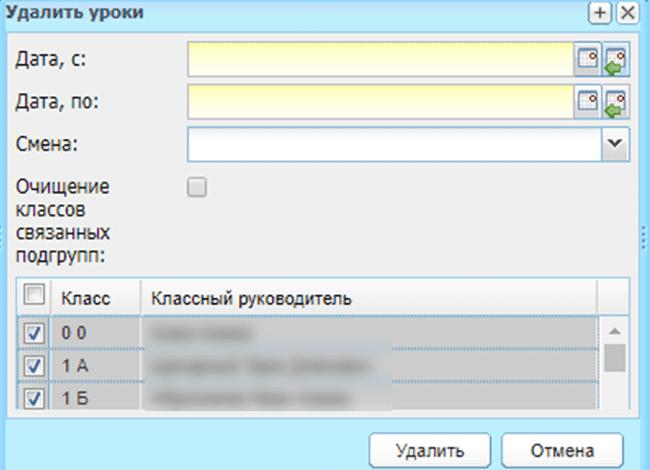 Удалить уроки
Дата, с:
Дата, по:
Смена:
Очищение
классов
связанных
подгрупп:
Класс Классный руководитель
0 0
1 А
1 Б
Удалить Отмена